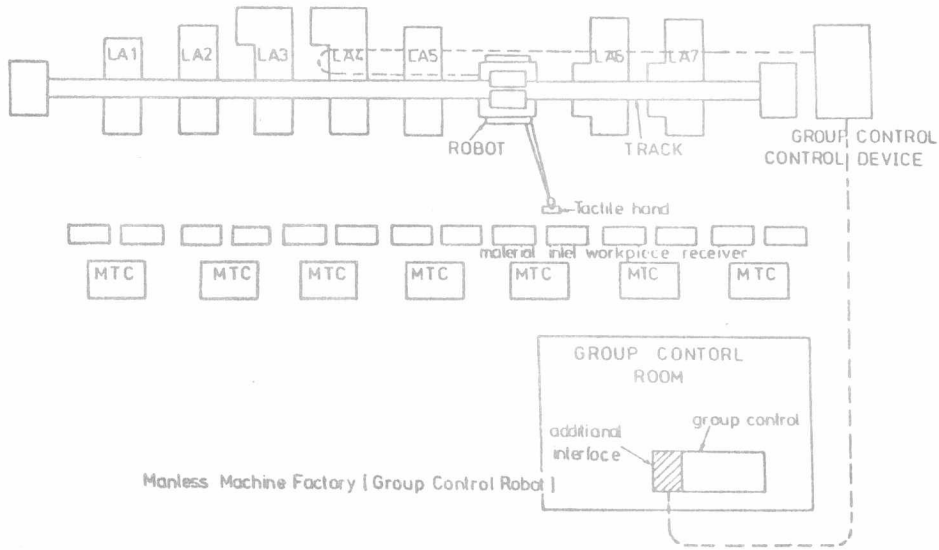 LA1
LA2
LA3
LA4
LA5
LA6
LA7
ROBOT
TRACK
GROUP CONTROL
CONTROL DEVICE
Tactile hand
material inlet workpiece receiver
MTC
MTC
MTC
MTC
MTC
MTC
MTC
GROUP CONTORL
ROOM
group control
additional
interface
Manless Machine Factory [Group Control Robot]